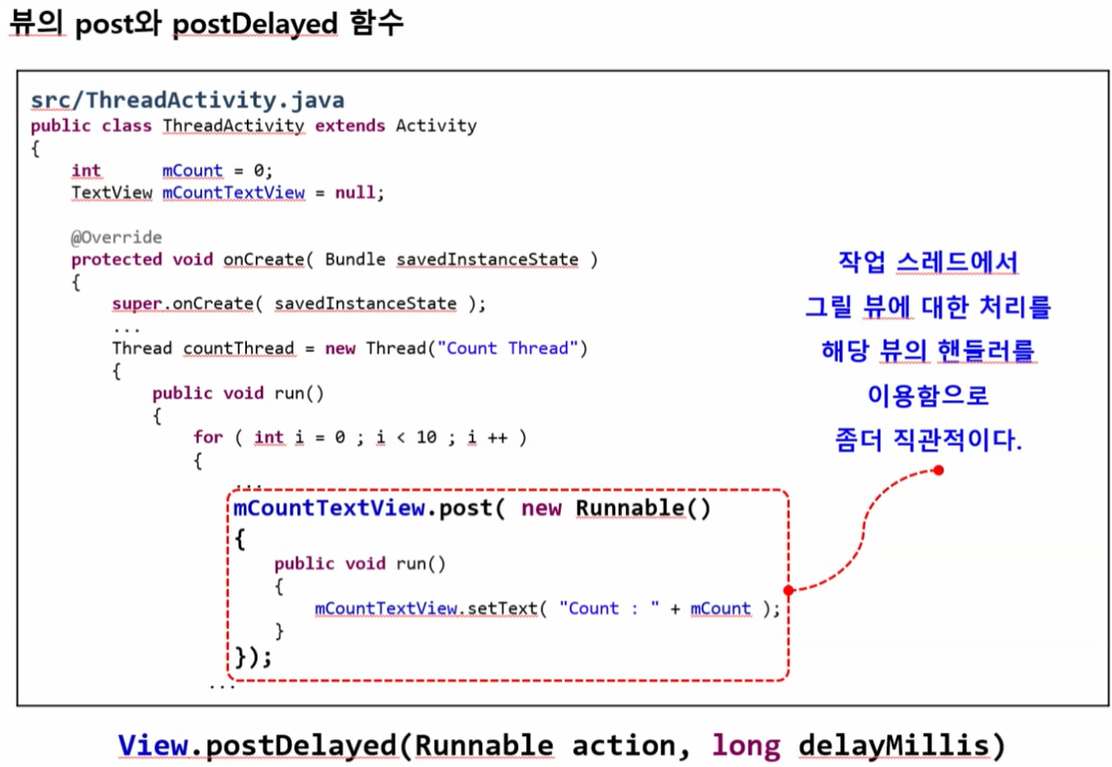 뷰의 post와 postDelayed 함수
src/ThreadActivity.java
public class ThreadActivity extends Activity
{
int mCount = 0;
TextView mCountTextView = null;
@Override
protected void onCreate( Bundle savedInstanceState )
{
super.onCreate( savedInstanceState );
...
Thread countThread = new Thread("Count Thread")
{
public void run()
{
for ( int i = 0 ; i < 10 ; i ++ )
{
...
mCountTextView.post( new Runnable()
{
public void run()
{
mCountTextView.setText( "Count : " + mCount );
}
});
...
작업 스레드에서
그릴 뷰에 대한 처리를
해당 뷰의 핸들러를
이용함으로
좀더 직관적이다.
View.postDelayed(Runnable action, long delayMillis)